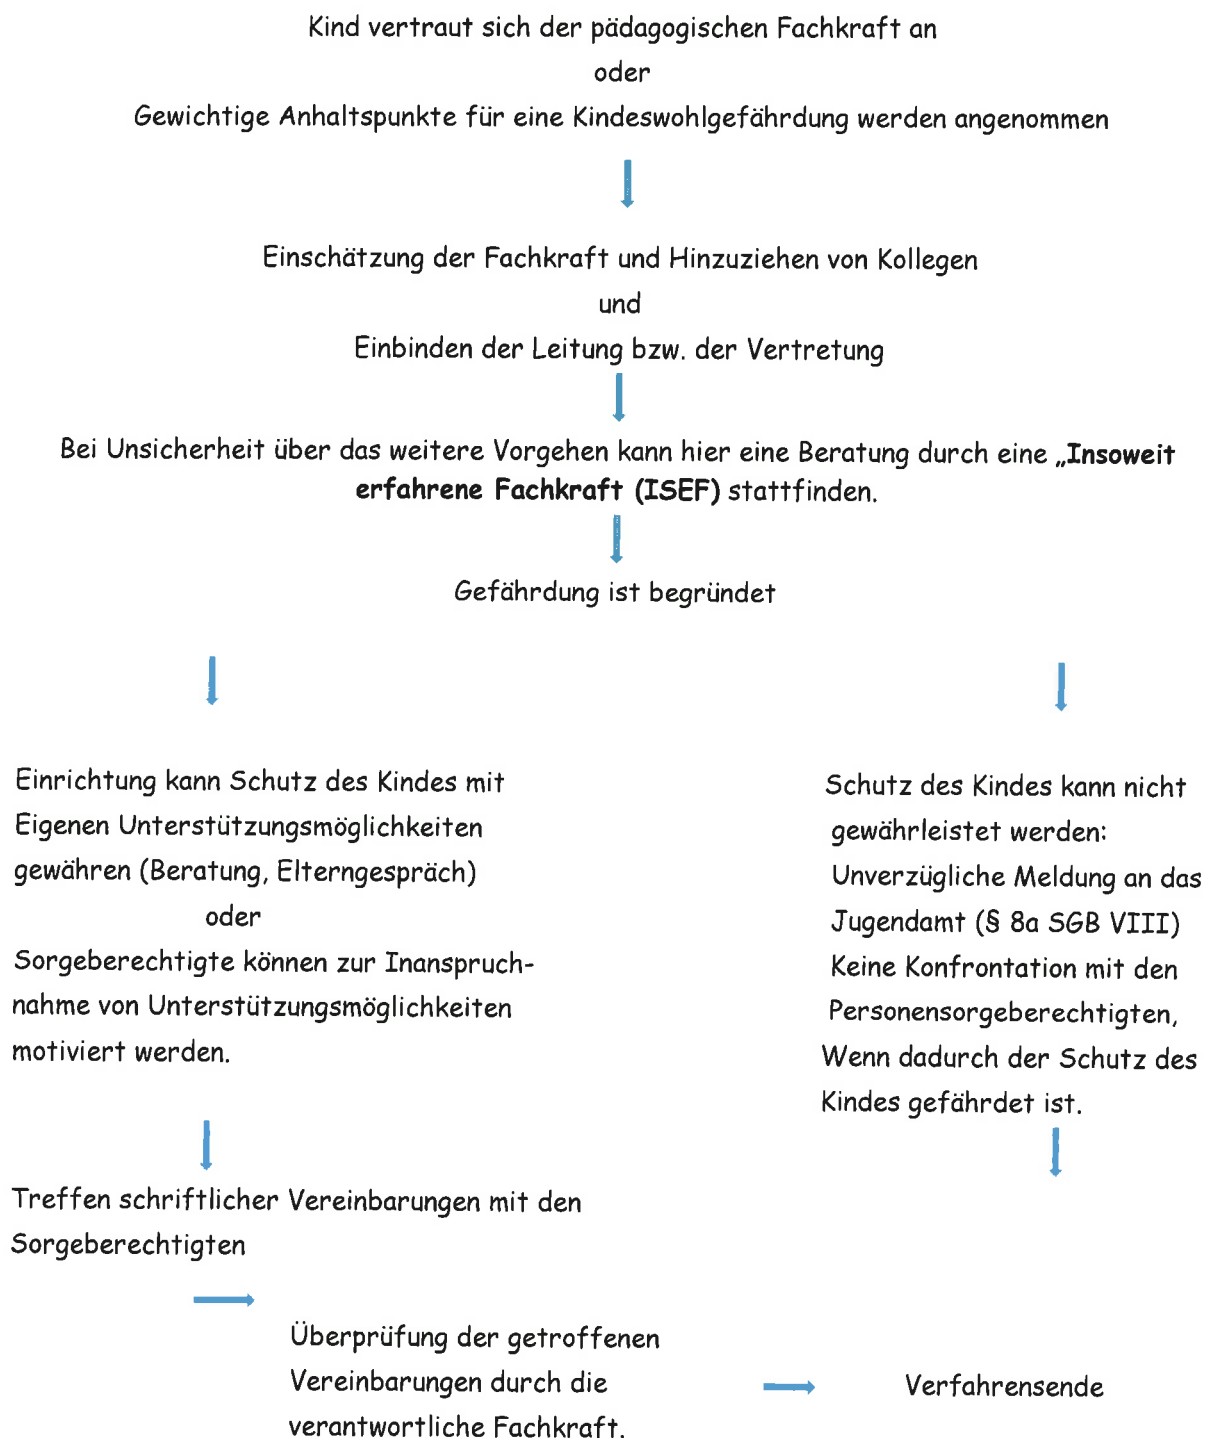 Kind vertraut sich der pädagogischen Fachkraft an
oder
Gewichtige Anhaltspunkte für eine Kindeswohlgefährdung werden angenommen
Einschätzung der Fachkraft und Hinzuziehen von Kollegen
und
Einbinden der Leitung bzw. der Vertretung
Bei Unsicherheit über das weitere Vorgehen kann hier eine Beratung durch eine „Insoweit
erfahrene Fachkraft (ISEF) stattfinden.
Gefährdung ist begründet
Einrichtung kann Schutz des Kindes mit
Eigenen Unterstützungsmöglichkeiten
gewähren (Beratung, Elterngespräch)
oder
Sorgeberechtigte können zur Inanspruch-
nahme von Unterstützungsmöglichkeiten
motiviert werden.
Schutz des Kindes kann nicht
gewährleistet werden:
Unverzügliche Meldung an das
Jugendamt (§ 8a SGB VIII)
Keine Konfrontation mit den
Personensorgeberechtigten,
Wenn dadurch der Schutz des
Kindes gefährdet ist.
Treffen schriftlicher Vereinbarungen mit den
Sorgeberechtigten
Überprüfung der getroffenen
Vereinbarungen durch die
verantwortliche Fachkraft.
Verfahrensende